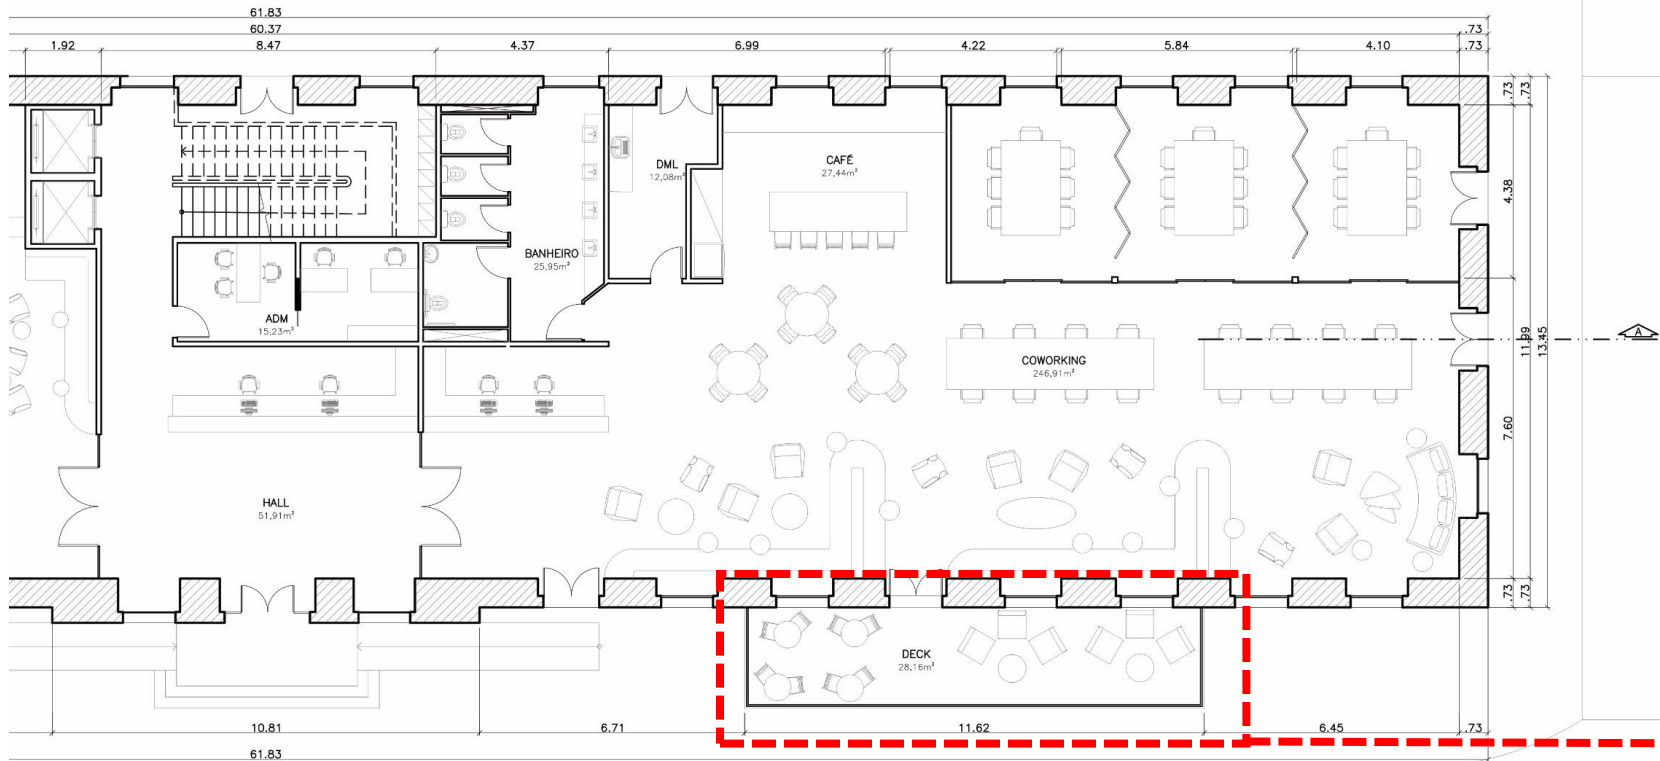 61.83
60.37 .73
1.92 8.47 4.37 6.99 4.22 5.84 4.10 .73
.73 .73
DML
12,08m²
CAFÉ
27,44m²
4.38
BANHEIRO
25,95m²
ADM
15,23m²
COWORKING
246,91m²
A
11.99
13.45
7.60
HALL
51,91m²
.73 .73
DECK
28,16m²
10.81 6.71 11.62 6.45 .73
61.83